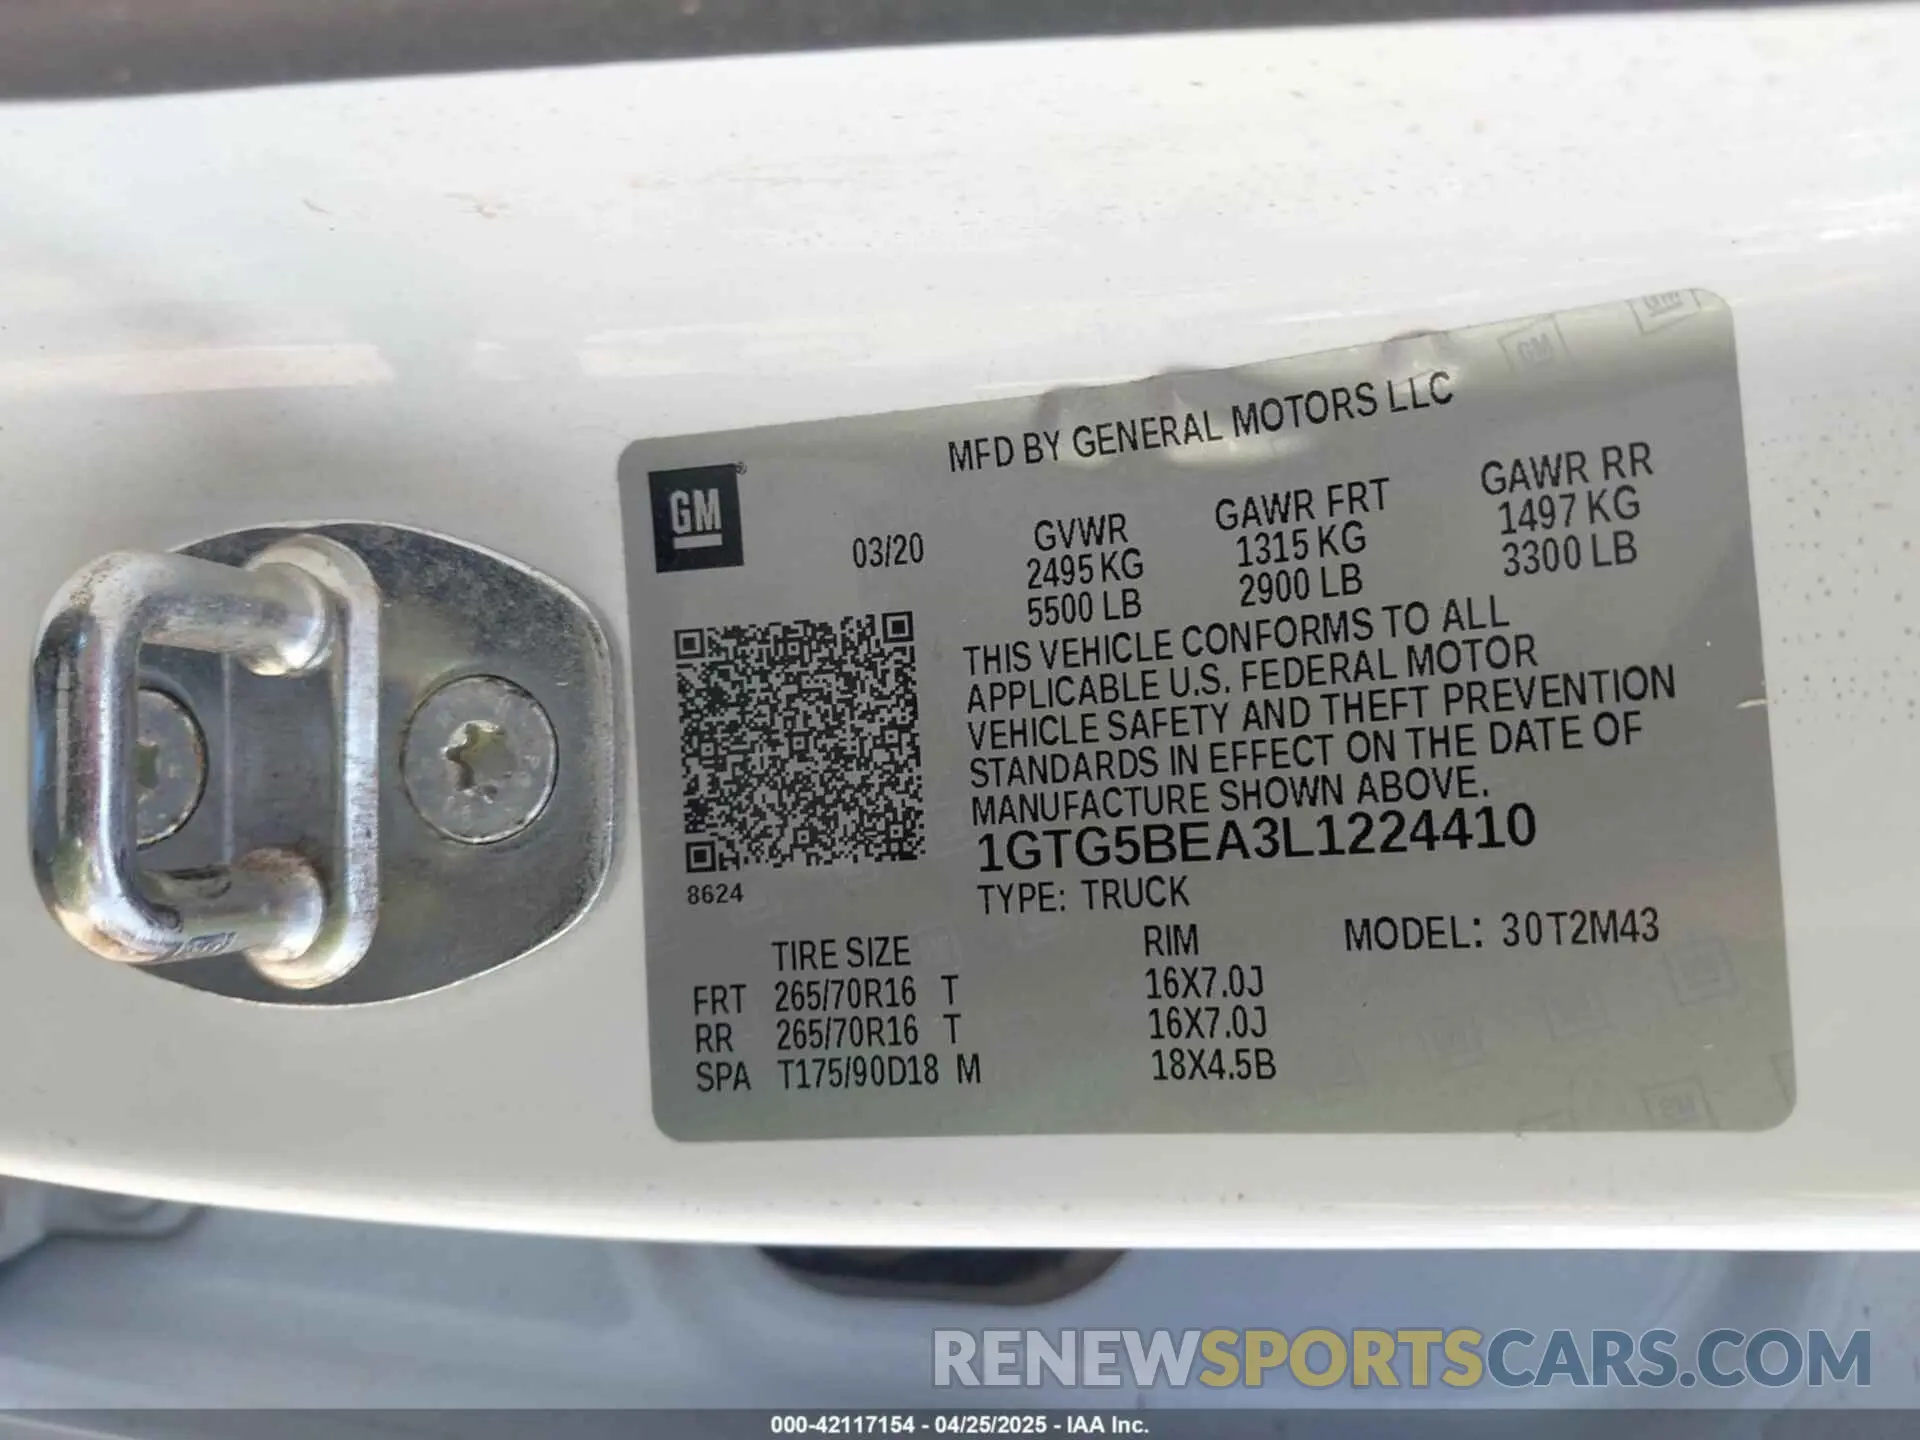 MFD BY GENERAL MOTORS LLC
GM ®
03/20
GVWR
2495 KG
5500 LB
GAWR FRT
1315 KG
2900 LB
GAWR RR
1497 KG
3300 LB
THIS VEHICLE CONFORMS TO ALL
APPLICABLE U.S. FEDERAL MOTOR
VEHICLE SAFETY AND THEFT PREVENTION
STANDARDS IN EFFECT ON THE DATE OF
MANUFACTURE SHOWN ABOVE.
1GTG5BEA3L1224410
8624
TYPE: TRUCK
TIRE SIZE RIM MODEL: 30T2M43
FRT 265/70R16 T 16X7.0J
RR 265/70R16 T 16X7.0J
SPA T175/90D18 M 18X4.5B
RENEWSPORTSCARS.COM
000-42117154 - 04/25/2025 - IAA Inc.